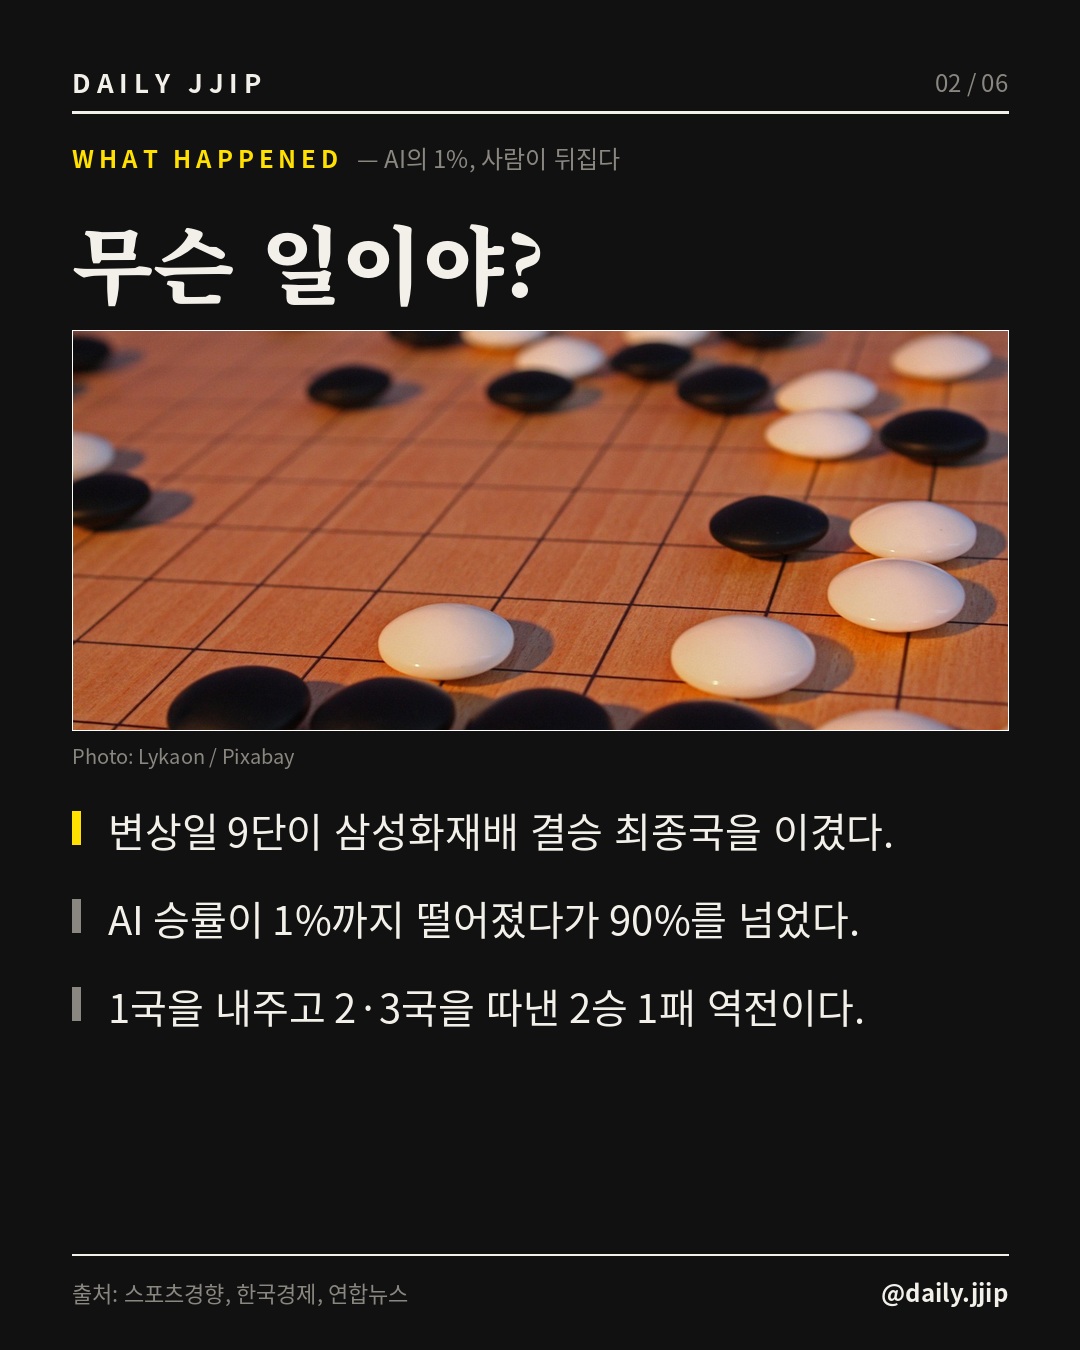 DAILY JJIP
02 / 06
WHAT HAPPENED — AI의 1%, 사람이 뒤집다
무슨 일이야?
Photo: Lykaon / Pixabay
변상일 9단이 삼성화재배 결승 최종국을 이겼다.
AI 승률이 1%까지 떨어졌다가 90%를 넘었다.
1국을 내주고 2·3국을 따낸 2승 1패 역전이다.
출처: 스포츠경향, 한국경제, 연합뉴스
@daily.jjip